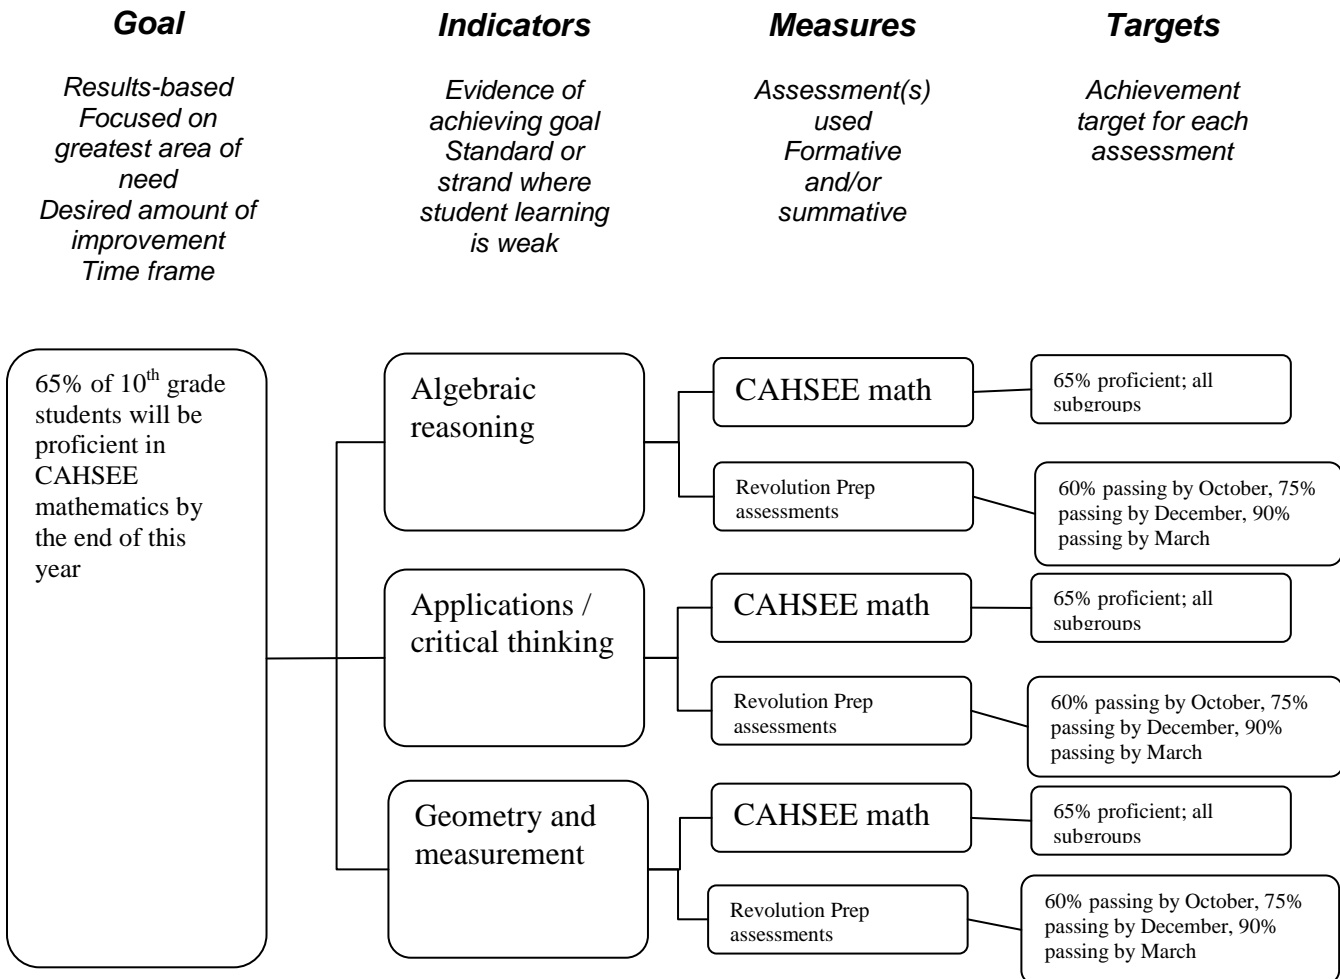 Goal
Indicators
Measures
Targets
Results-based
Focused on
greatest area of
need
Desired amount of
improvement
Time frame
Evidence of
achieving goal
Standard or
strand where
student learning
is weak
Assessment(s)
used
Formative
and/or
summative
Achievement
target for each
assessment
65% of 10th grade
students will be
proficient in
CAHSEE
mathematics by
the end of this
year
Algebraic
reasoning
CAHSEE math
65% proficient; all
subgroups
Revolution Prep
assessments
60% passing by October, 75%
passing by December, 90%
passing by March
Applications /
critical thinking
CAHSEE math
65% proficient; all
subgroups
Revolution Prep
assessments
60% passing by October, 75%
passing by December, 90%
passing by March
Geometry and
measurement
CAHSEE math
65% proficient; all
subgroups
Revolution Prep
assessments
60% passing by October, 75%
passing by December, 90%
passing by March